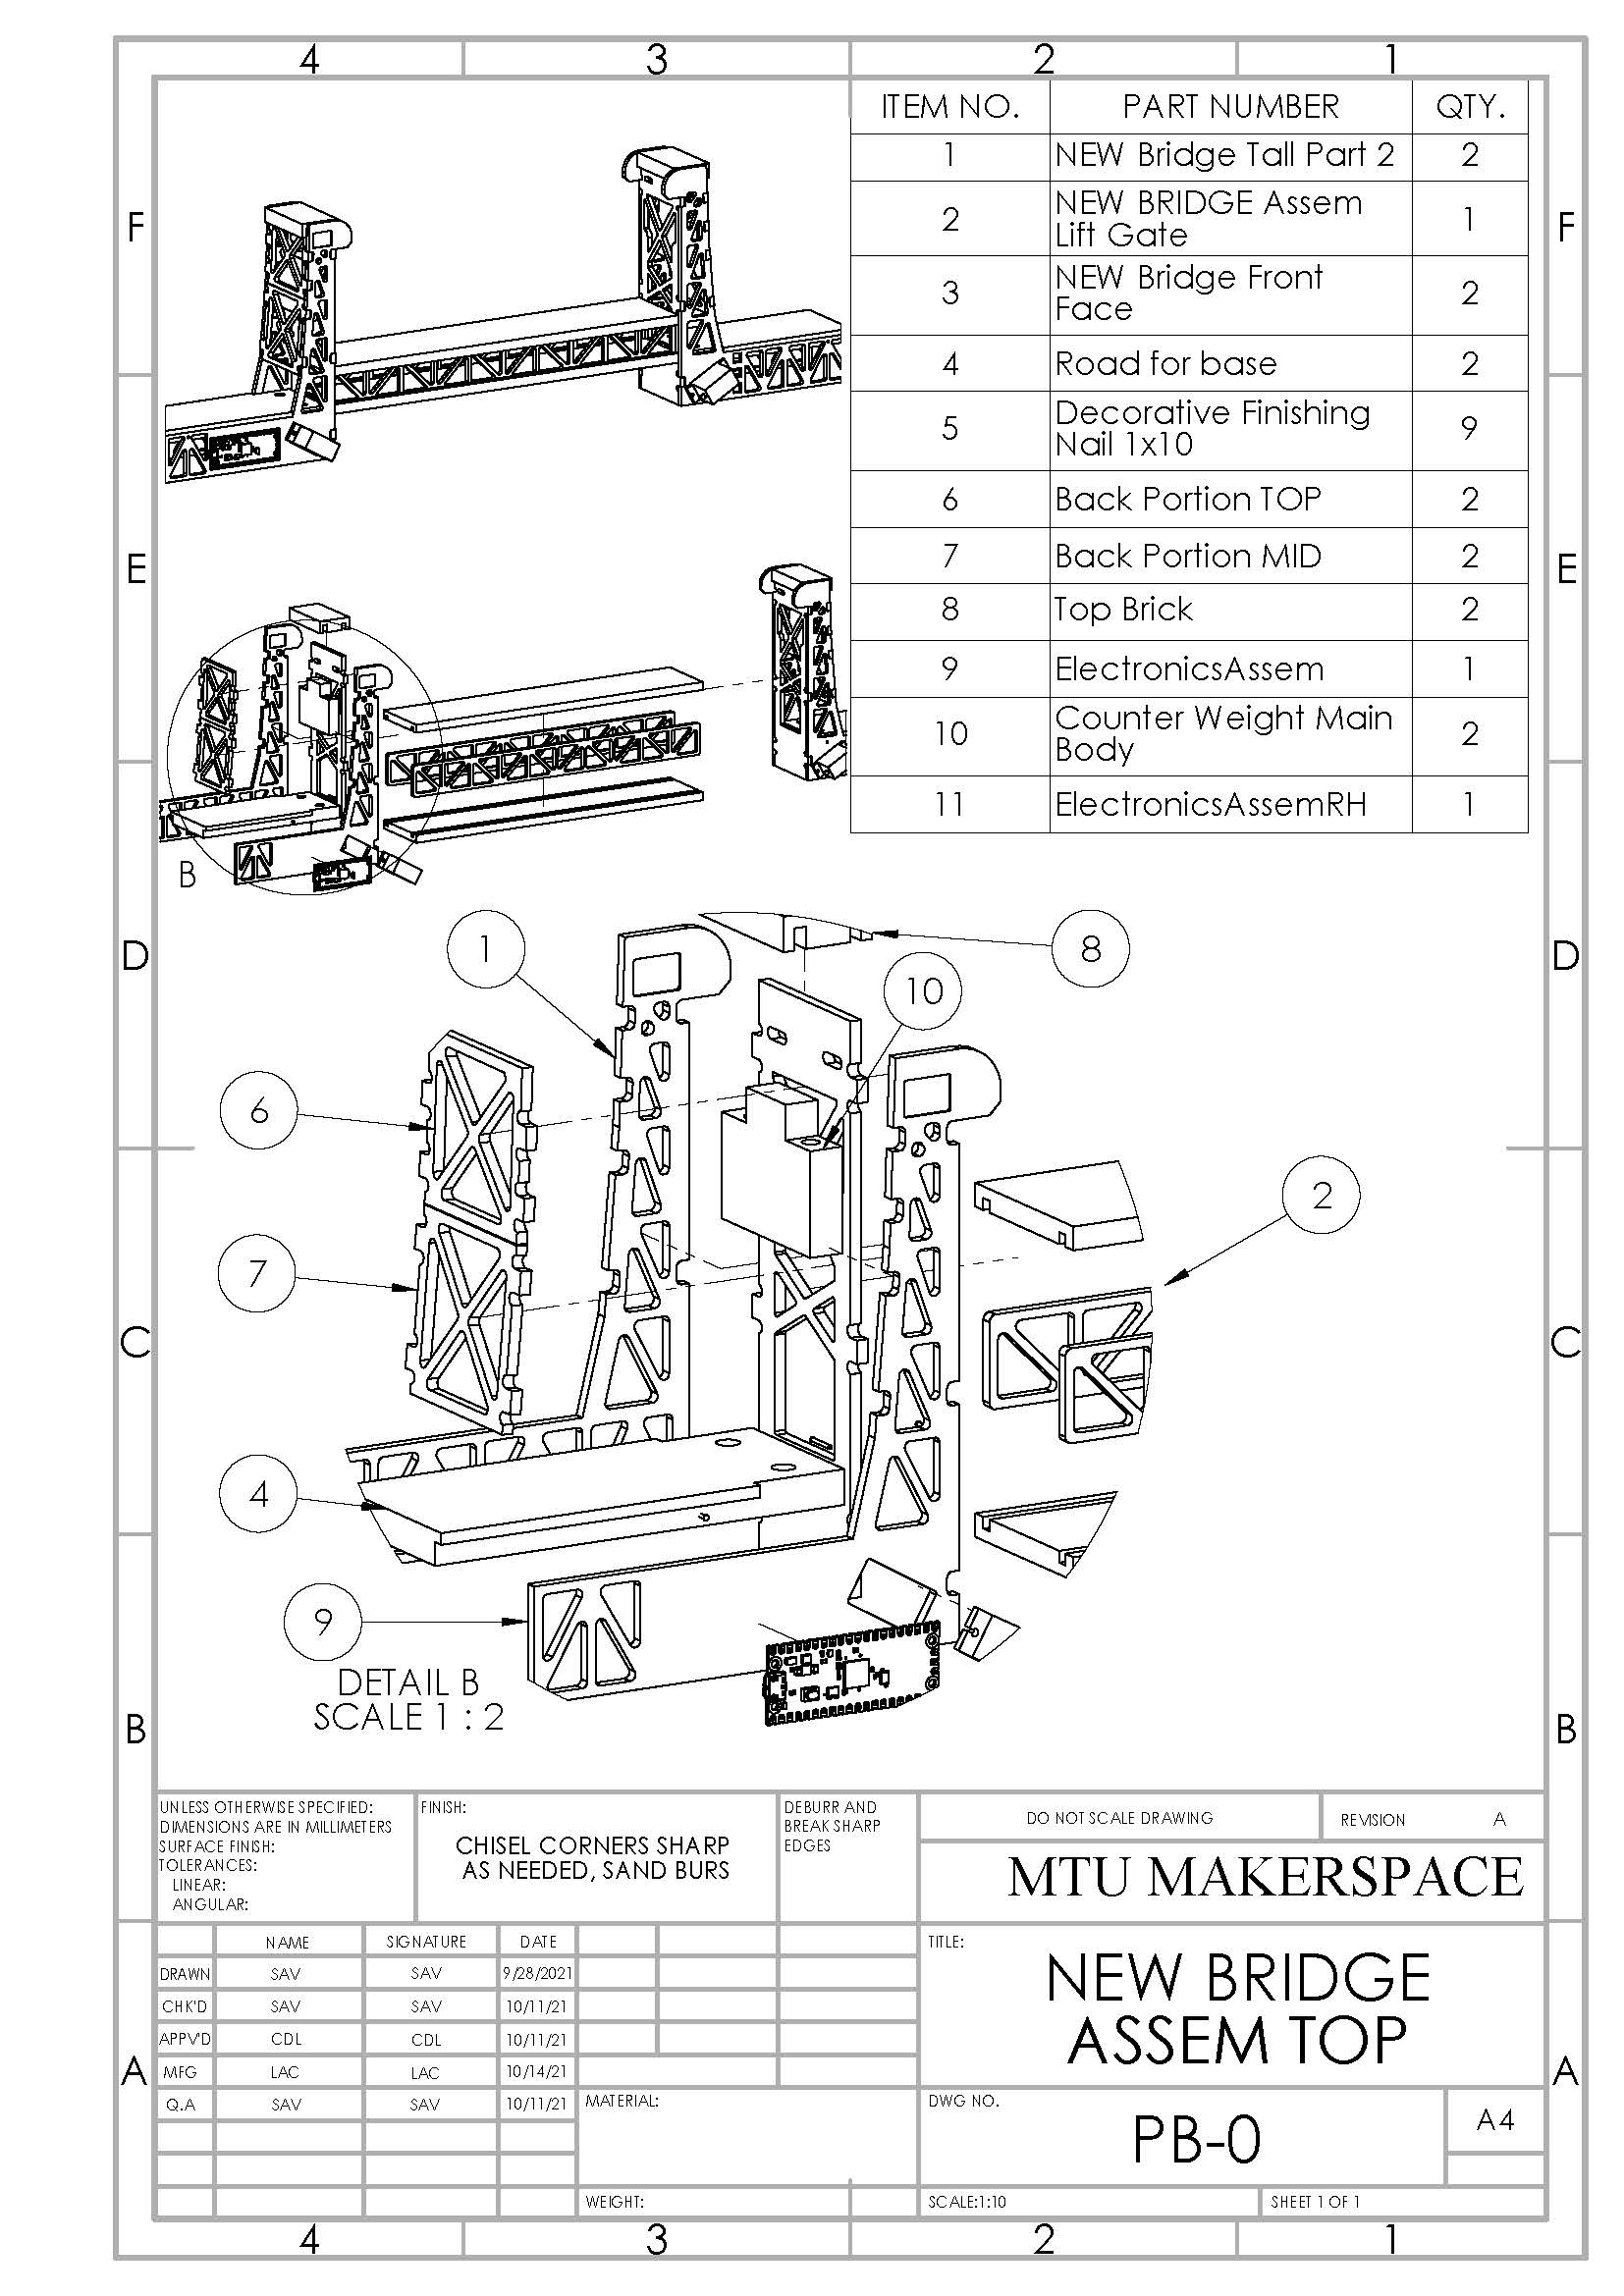 4 3 2 1
ITEM NO. PART NUMBER QTY.
1 NEW Bridge Tall Part 2 2
2 NEW BRIDGE Assem
Lift Gate 1
3 NEW Bridge Front
Face 2
4 Road for base 2
5 Decorative Finishing
Nail 1x10 9
6 Back Portion TOP 2
7 Back Portion MID 2
8 Top Brick 2
9 ElectronicsAssem 1
10 Counter Weight Main
Body 2
11 ElectronicsAssemRH 1
F F
E E
B
D D
1
8
10
6
2
7
C C
4
9
DETAIL B
SCALE 1 : 2
B B
UNLESS OTHERWISE SPECIFIED:
DIMENSIONS ARE IN MILLIMETERS
SURFACE FINISH:
TOLERANCES:
LINEAR:
ANGULAR:
FINISH:
CHISEL CORNERS SHARP
AS NEEDED, SAND BURS
DEBURR AND
BREAK SHARP
EDGES
DO NOT SCALE DRAWING
REVISION A
MTU MAKERSPACE
NAME SIGNATURE DATE
DRAWN SAV SAV 9/28/2021
CHK'D SAV SAV 10/11/21
APPV'D CDL CDL 10/11/21
MFG LAC LAC 10/14/21
Q.A SAV SAV 10/11/21
MATERIAL:
WEIGHT:
TITLE:
NEW BRIDGE
ASSEM TOP
DWG NO.
PB-0
A4
SCALE:1:10
SHEET 1 OF 1
A A
4 3 2 1